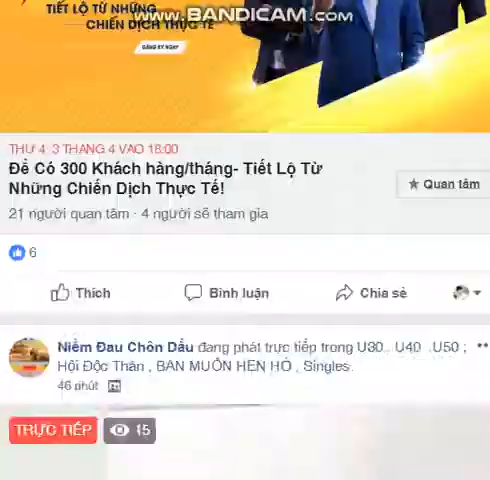 www.BANDICAM.com
TIẾT LỘ TỪ NHỮNG
CHIẾN DỊCH THỰC TẾ
ĐĂNG KÝ NGAY
THỨ 4, 3 THÁNG 4 VÀO 18:00
Để Có 300 Khách hàng/tháng- Tiết Lộ Từ
Những Chiến Dịch Thực Tế!
Quan tâm
21 người quan tâm · 4 người sẽ tham gia
6
Thích
Bình luận
Chia sẻ
Niềm Đau Chôn Dấu đang phát trực tiếp trong U30.. U40 ..U50 ;
Hội Độc Thân , BẠN MUỐN HẸN HÒ , Singles.
46 phút
TRỰC TIẾP
15